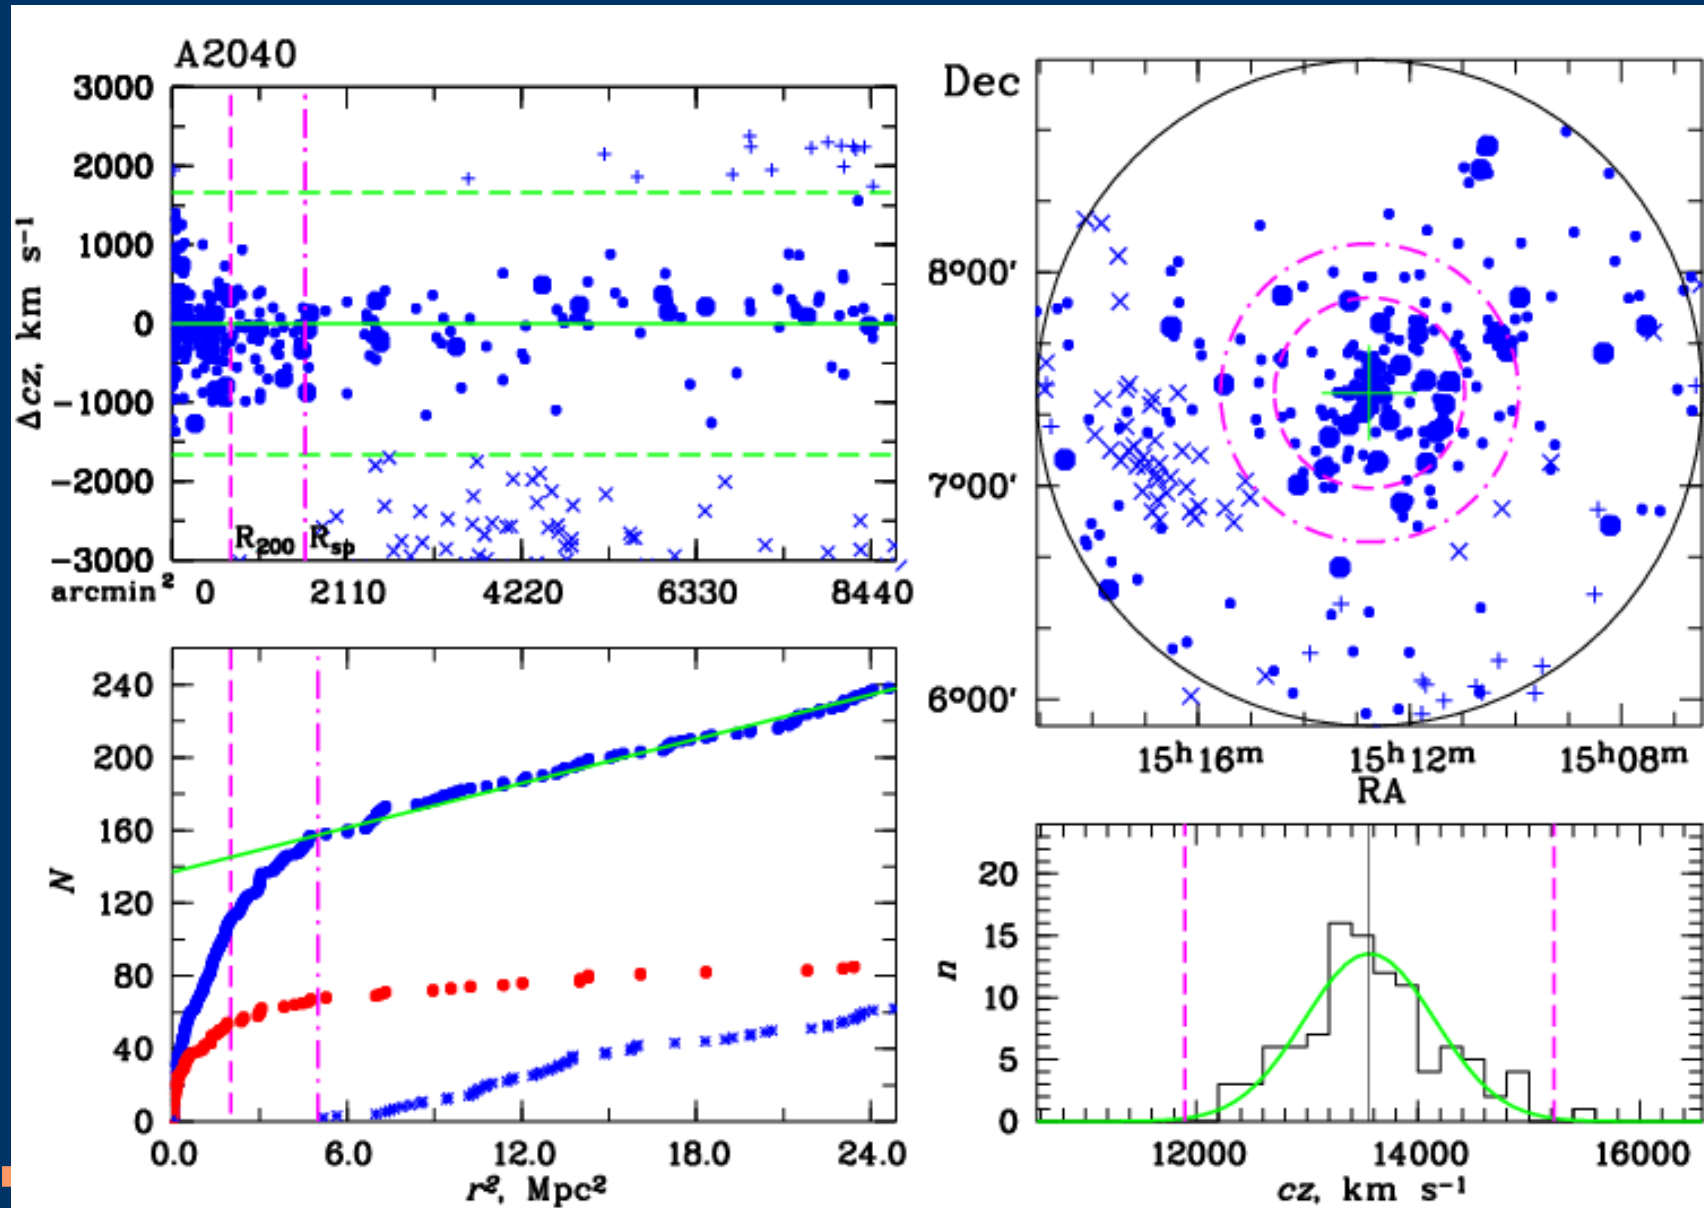 A2040
3000
2000
1000
0
−1000
−2000
−3000
Δcz, km s⁻¹
R₂₀₀ Rsp
arcmin² 0 2110 4220 6330 8440
Dec
8°00′
7°00′
6°00′
15h16m 15h12m 15h08m
RA
240
200
160
120
80
40
0
N
0.0 6.0 12.0 18.0 24.0
r², Mpc²
20
15
10
5
0
n
12000 14000 16000
cz, km s⁻¹